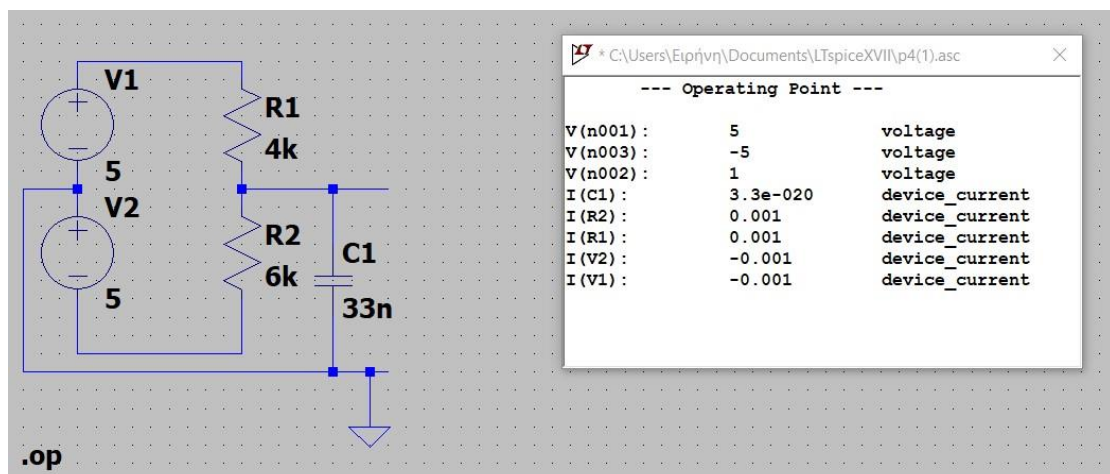 V1
R1
4k
5
V2
R2
6k
C1
5
33n
.op
* C:\Users\Ειρήνη\Documents\LTspiceXVII\p4(1).asc
--- Operating Point ---
V(n001): 5 voltage
V(n003): -5 voltage
V(n002): 1 voltage
I(C1): 3.3e-020 device_current
I(R2): 0.001 device_current
I(R1): 0.001 device_current
I(V2): -0.001 device_current
I(V1): -0.001 device_current